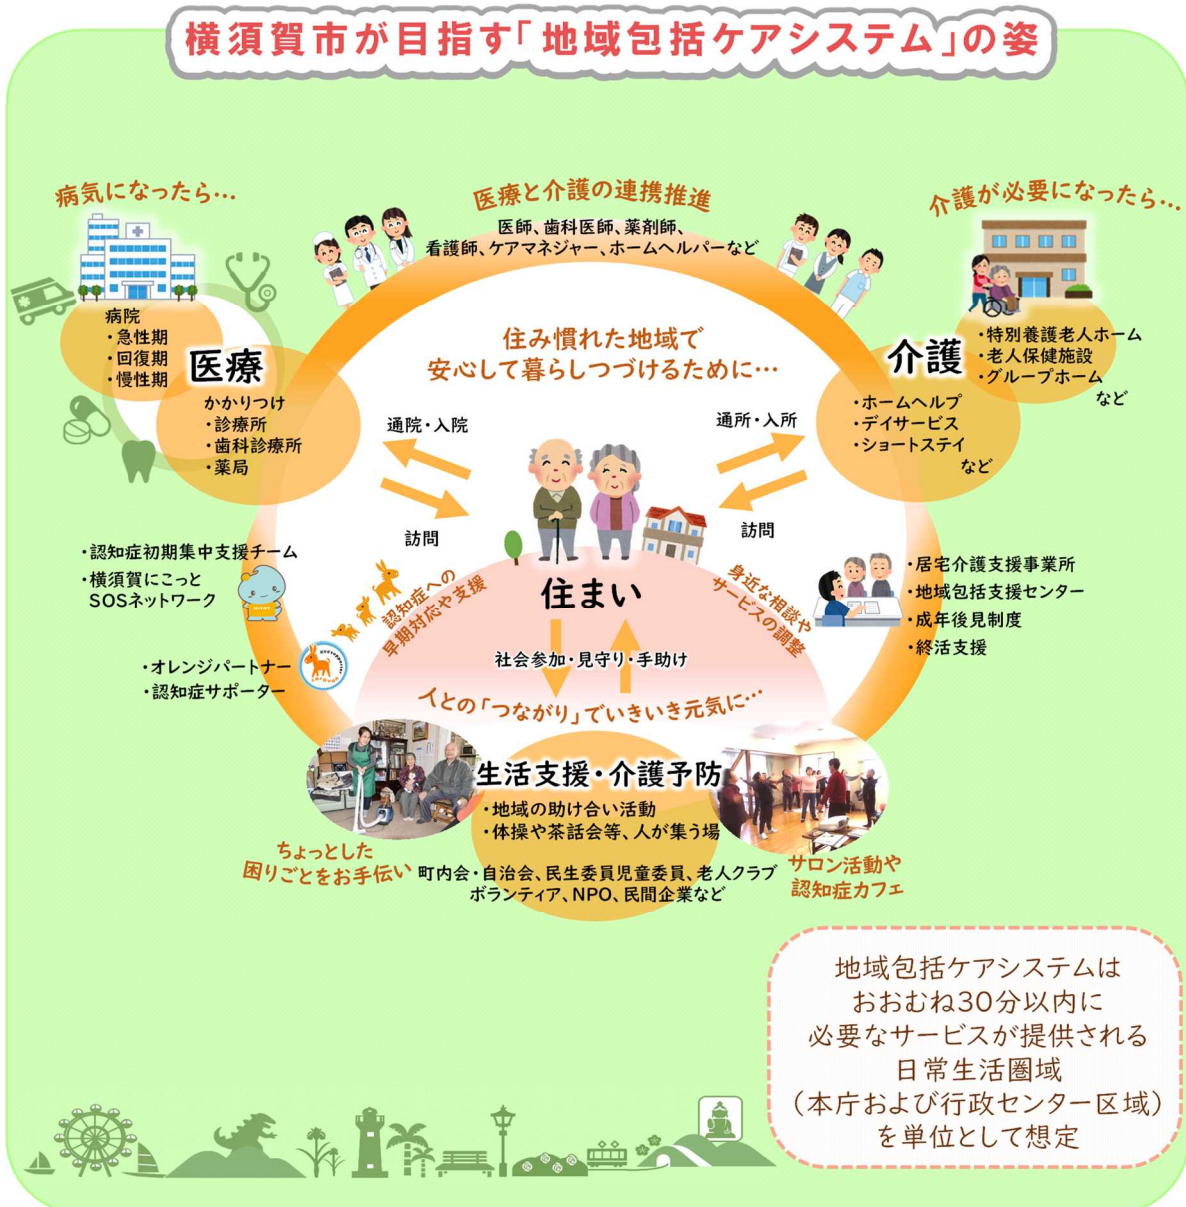 横須賀市が目指す「地域包括ケアシステム」の姿
病気になったら…
医療と介護の連携推進
医師、歯科医師、薬剤師、
看護師、ケアマネジャー、ホームヘルパーなど
介護が必要になったら…
病院
・急性期
・回復期
・慢性期
医療
かかりつけ
・診療所
・歯科診療所
・薬局
住み慣れた地域で
安心して暮らしつづけるために…
介護
・特別養護老人ホーム
・老人保健施設
・グループホーム
など
・ホームヘルプ
・デイサービス
・ショートステイ
など
通院・入院
訪問
通所・入所
訪問
・認知症初期集中支援チーム
・横須賀にこっと
SOSネットワーク
・オレンジパートナー
・認知症サポーター
認知症への
早期対応や支援
住まい
身近な相談や
サービスの調整
・居宅介護支援事業所
・地域包括支援センター
・成年後見制度
・終活支援
社会参加・見守り・手助け
人との「つながり」でいきいき元気に…
生活支援・介護予防
・地域の助け合い活動
・体操や茶話会等、人が集う場
町内会・自治会、民生委員児童委員、老人クラブ
ボランティア、NPO、民間企業など
ちょっとした
困りごとをお手伝い
サロン活動や
認知症カフェ
地域包括ケアシステムは
おおむね30分以内に
必要なサービスが提供される
日常生活圏域
（本庁および行政センター区域）
を単位として想定